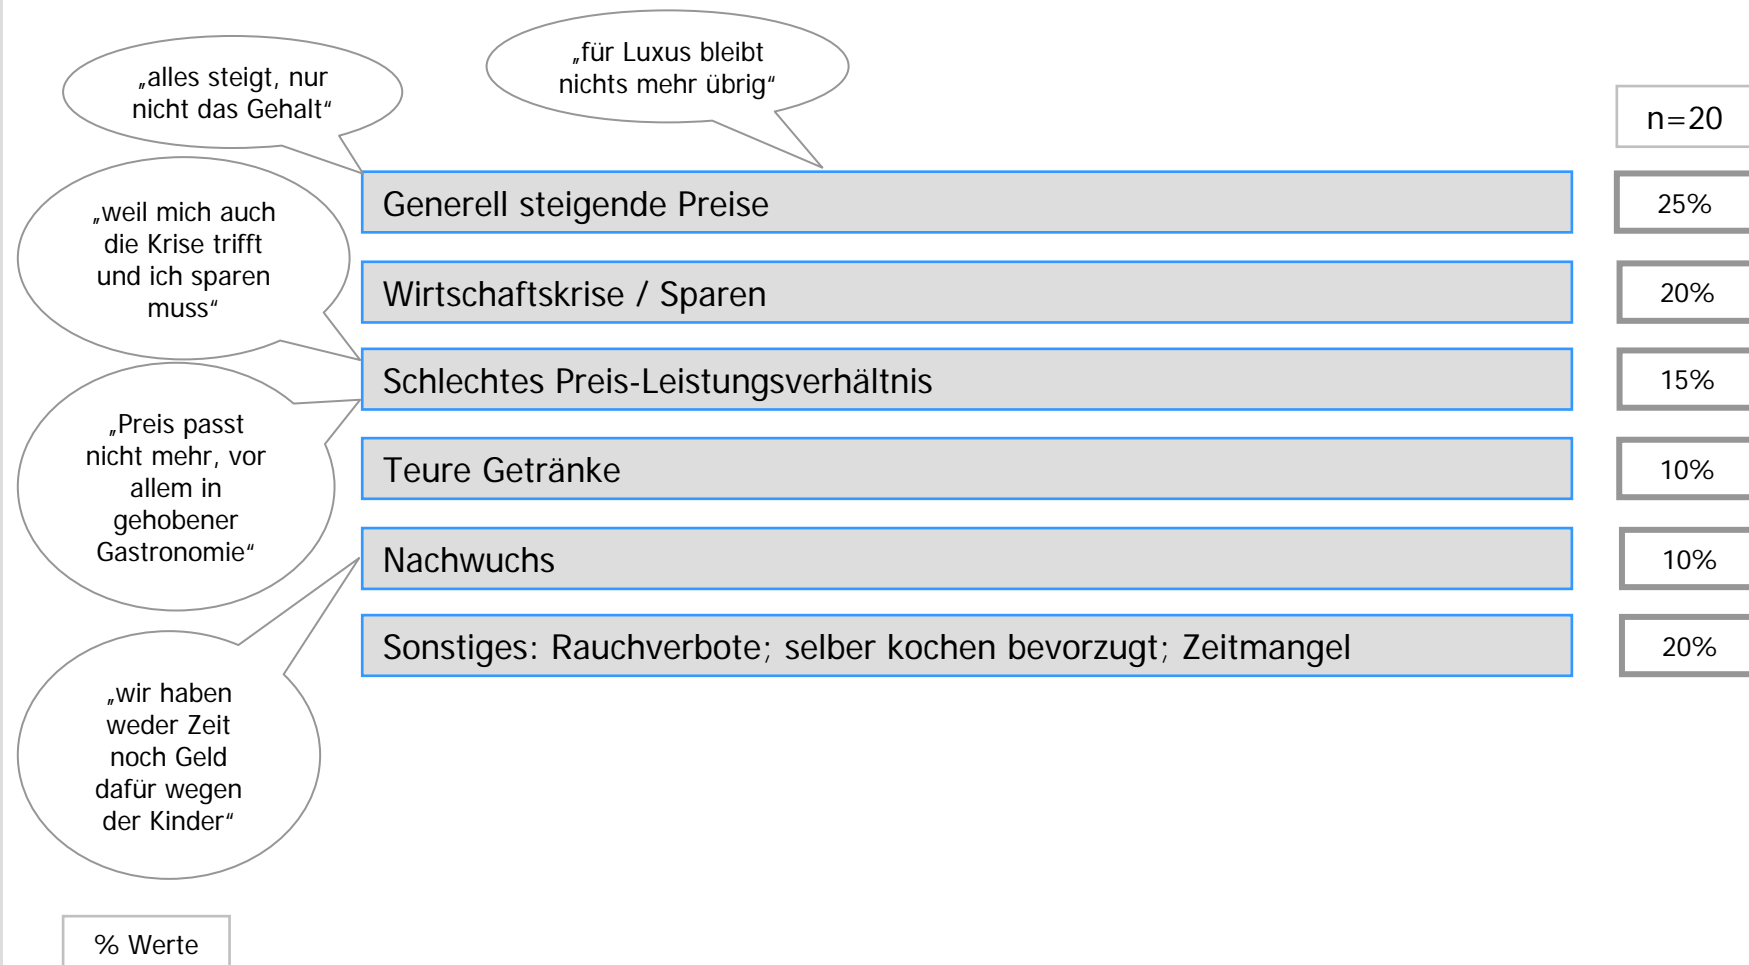 „für Luxus bleibt
nichts mehr übrig“
„alles steigt, nur
nicht das Gehalt“
n=20
Generell steigende Preise
25%
„weil mich auch
die Krise trifft
und ich sparen
muss“
Wirtschaftskrise / Sparen
20%
Schlechtes Preis-Leistungsverhältnis
15%
„Preis passt
nicht mehr, vor
allem in
gehobener
Gastronomie“
Teure Getränke
10%
Nachwuchs
10%
Sonstiges: Rauchverbote; selber kochen bevorzugt; Zeitmangel
20%
„wir haben
weder Zeit
noch Geld
dafür wegen
der Kinder“
% Werte